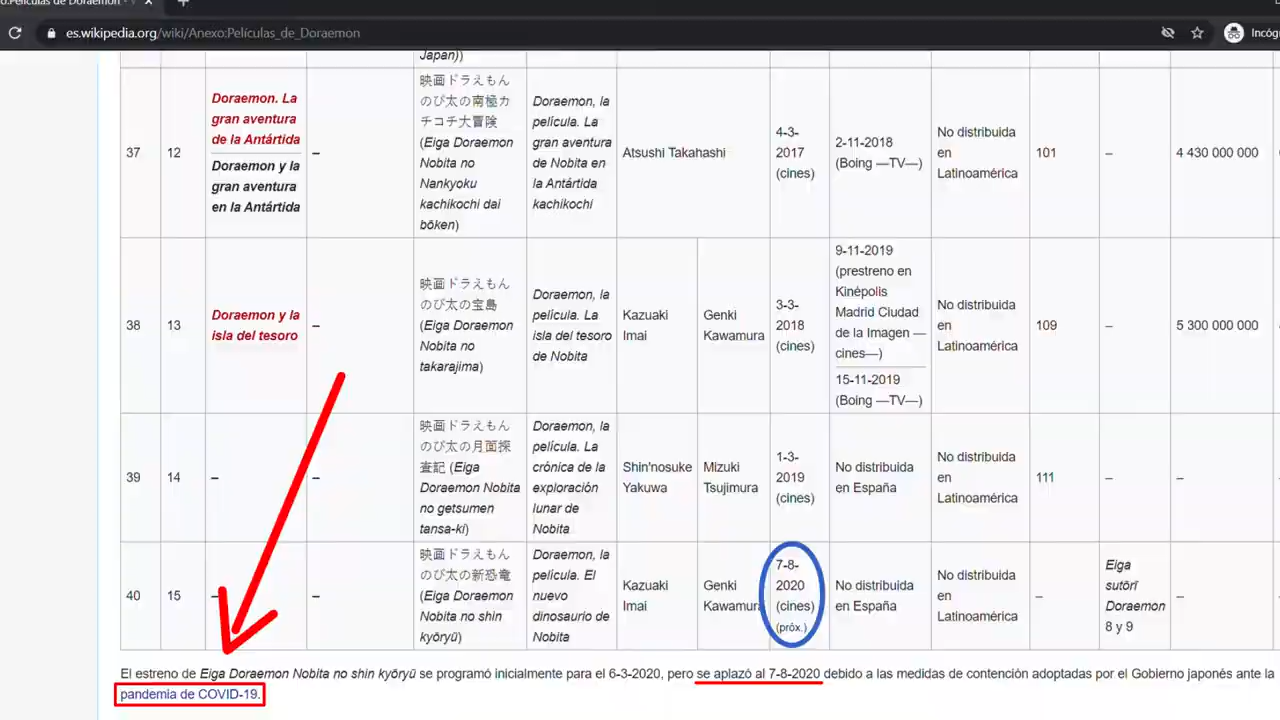 es.wikipedia.org/wiki/Anexo:Películas_de_Doraemon
Japan))
37
12
Doraemon. La
gran aventura
de la Antártida
Doraemon y la
gran aventura
en la Antártida
–
映画ドラえもん
のび太の南極カ
チコチ大冒険
(Eiga Doraemon
Nobita no
Nankyoku
kachikochi dai
bōken)
Doraemon, la
película. La
gran aventura
de Nobita en
la Antártida
kachikochi
Atsushi Takahashi
4-3-
2017
(cines)
2-11-2018
(Boing —TV—)
No distribuida
en
Latinoamérica
101
–
4 430 000 000
38
13
Doraemon y la
isla del tesoro
–
映画ドラえもん
のび太の宝島
(Eiga Doraemon
Nobita no
takarajima)
Doraemon, la
película. La
isla del tesoro
de Nobita
Kazuaki
Imai
Genki
Kawamura
3-3-
2018
(cines)
9-11-2019
(prestreno en
Kinépolis
Madrid Ciudad
de la Imagen —
cines—)
15-11-2019
(Boing —TV—)
No distribuida
en
Latinoamérica
109
–
5 300 000 000
39
14
–
–
映画ドラえもん
のび太の月面探
査記 (Eiga
Doraemon Nobita
no getsumen
tansa-ki)
Doraemon, la
película. La
crónica de la
exploración
lunar de
Nobita
Shin'nosuke
Yakuwa
Mizuki
Tsujimura
1-3-
2019
(cines)
No distribuida
en España
No distribuida
en
Latinoamérica
111
–
–
40
15
–
–
映画ドラえもん
のび太の新恐竜
(Eiga Doraemon
Nobita no shin
kyōryū)
Doraemon, la
película. El
nuevo
dinosaurio de
Nobita
Kazuaki
Imai
Genki
Kawamura
7-8-
2020
(cines)
(próx.)
No distribuida
en España
No distribuida
en
Latinoamérica
–
Eiga
sutōrī
Doraemon
8 y 9
–
El estreno de Eiga Doraemon Nobita no shin kyōryū se programó inicialmente para el 6-3-2020, pero se aplazó al 7-8-2020 debido a las medidas de contención adoptadas por el Gobierno japonés ante la
pandemia de COVID-19.